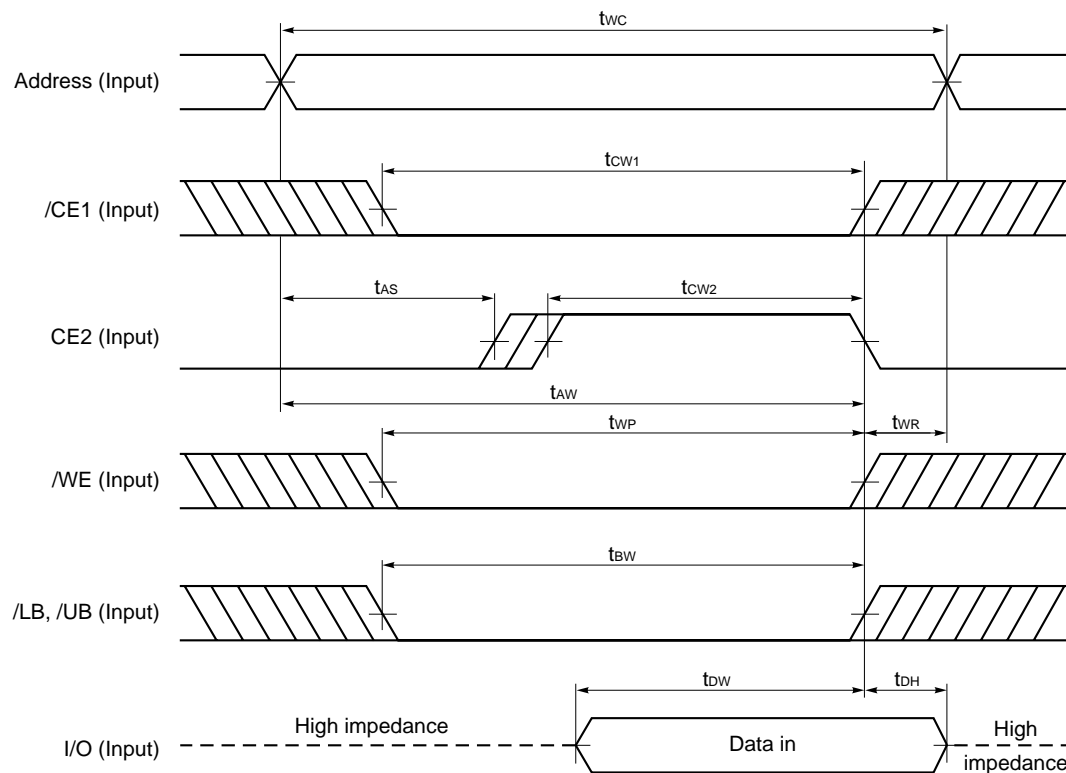 tWC
Address (Input)
tCW1
/CE1 (Input)
tAS
tCW2
CE2 (Input)
tAW
tWP
tWR
/WE (Input)
tBW
/LB, /UB (Input)
tDW
tDH
High impedance
I/O (Input)
Data in
High
impedance